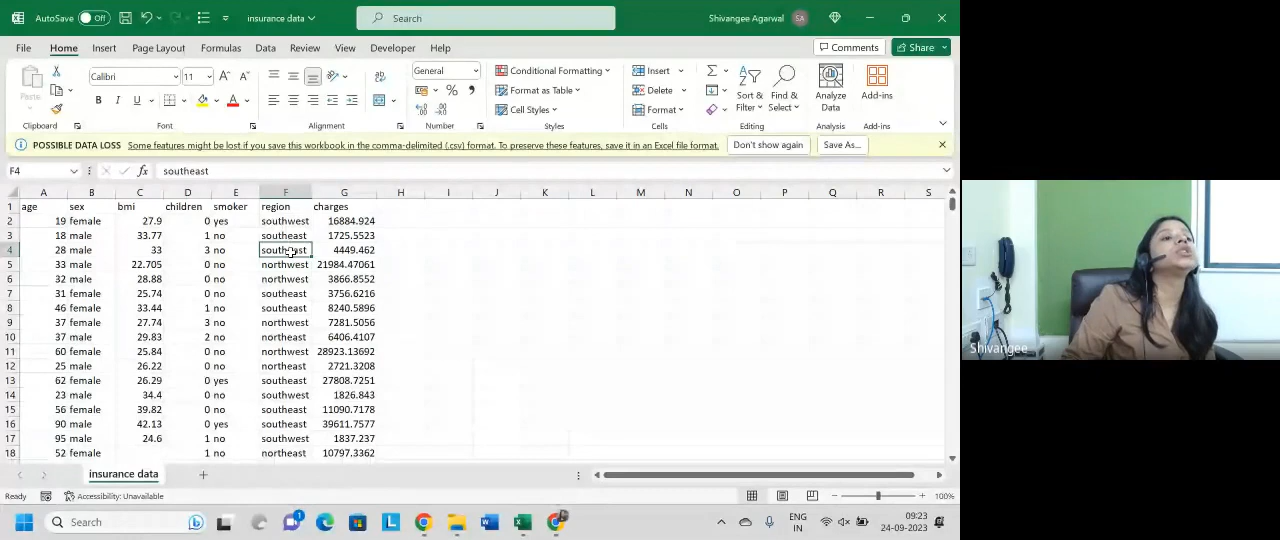 AutoSave Off insurance data Search Shivangee Agarwal SA
File Home Insert Page Layout Formulas Data Review View Developer Help Comments Share
Paste Calibri 11 General Conditional Formatting Format as Table Cell Styles Insert Delete Format Sort & Filter Find & Select Analyze Data Add-ins
Clipboard Font Alignment Number Styles Cells Editing Analysis Add-ins
POSSIBLE DATA LOSS Some features might be lost if you save this workbook in the comma-delimited (.csv) format. To preserve these features, save it in an Excel file format. Don't show again Save As...
F4 fx southeast
A B C D E F G H I J K L M N O P Q R S
1 age sex bmi children smoker region charges
2 19 female 27.9 0 yes southwest 16884.924
3 18 male 33.77 1 no southeast 1725.5523
4 28 male 33 3 no southeast 4449.462
5 33 male 22.705 0 no northwest 21984.47061
6 32 male 28.88 0 no northwest 3866.8552
7 31 female 25.74 0 no southeast 3756.6216
8 46 female 33.44 1 no southeast 8240.5896
9 37 female 27.74 3 no northwest 7281.5056
10 37 male 29.83 2 no northeast 6406.4107
11 60 female 25.84 0 no northwest 28923.13692
12 25 male 26.22 0 no northeast 2721.3208
13 62 female 26.29 0 yes southeast 27808.7251
14 23 male 34.4 0 no southwest 1826.843
15 56 female 39.82 0 no southeast 11090.7178
16 90 male 42.13 0 yes southeast 39611.7577
17 95 male 24.6 1 no southwest 1837.237
18 52 female 1 no northeast 10797.3362
insurance data
Ready Accessibility: Unavailable 100%
Search ENG IN 09:23 24-09-2023
Shivangee